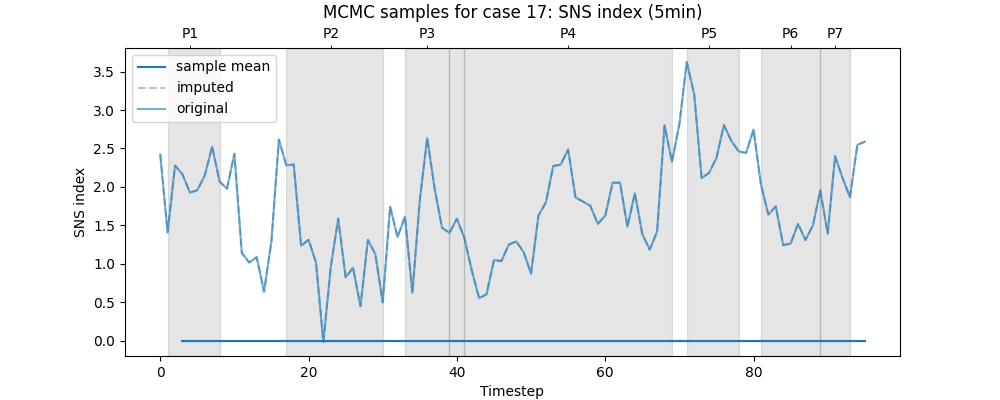 MCMC samples for case 17: SNS index (5min)
P1 P2 P3 P4 P5 P6 P7
sample mean
imputed
original
SNS index
3.5
3.0
2.5
2.0
1.5
1.0
0.5
0.0
0 20 40 60 80
Timestep